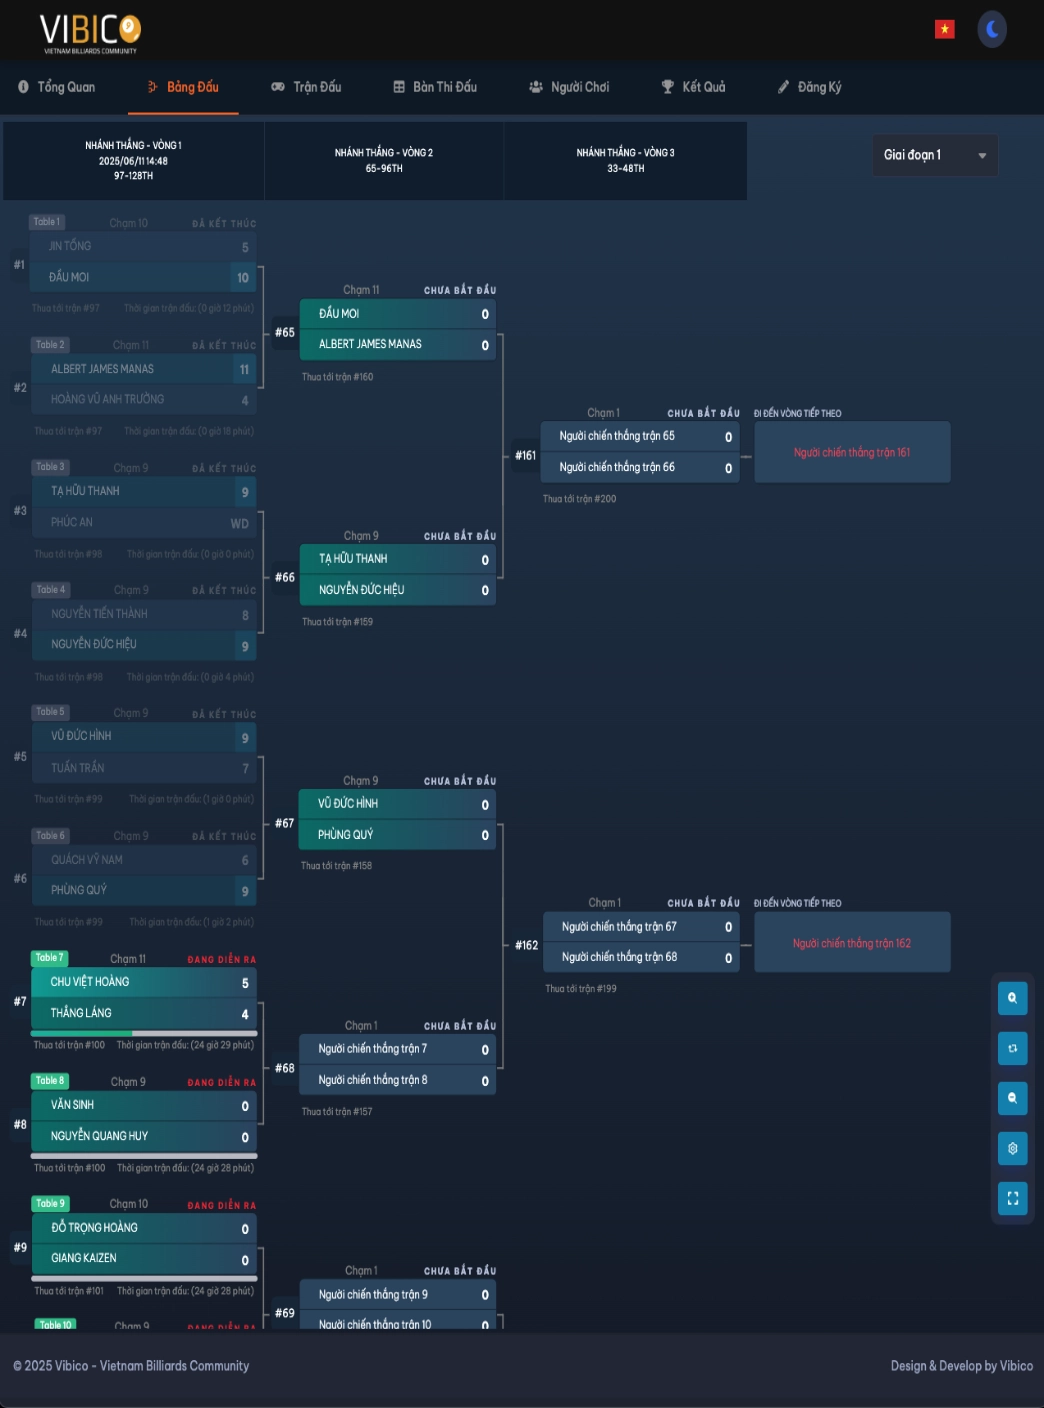 VIBICO
VIETNAM BILLIARDS COMMUNITY
Tổng Quan
Bảng Đấu
Trận Đấu
Bàn Thi Đấu
Người Chơi
Kết Quả
Đăng Ký
NHÁNH THẮNG - VÒNG 1
2025/06/11 14:48
97-128TH
NHÁNH THẮNG - VÒNG 2
65-96TH
NHÁNH THẮNG - VÒNG 3
33-48TH
Giai đoạn 1
Table 1 Chạm 10 ĐÃ KẾT THÚC
#1
JIN TỐNG 5
ĐẦU MOI 10
Thua tới trận #97 Thời gian trận đấu: (0 giờ 12 phút)
Table 2 Chạm 11 ĐÃ KẾT THÚC
#2
ALBERT JAMES MANAS 11
HOÀNG VŨ ANH TRƯỜNG 4
Thua tới trận #97 Thời gian trận đấu: (0 giờ 18 phút)
Table 3 Chạm 9 ĐÃ KẾT THÚC
#3
TẠ HỮU THANH 9
PHÚC AN WD
Thua tới trận #98 Thời gian trận đấu: (0 giờ 0 phút)
Table 4 Chạm 9 ĐÃ KẾT THÚC
#4
NGUYỄN TIẾN THÀNH 8
NGUYỄN ĐỨC HIỆU 9
Thua tới trận #98 Thời gian trận đấu: (0 giờ 4 phút)
Table 5 Chạm 9 ĐÃ KẾT THÚC
#5
VŨ ĐỨC HÌNH 9
TUẤN TRẦN 7
Thua tới trận #99 Thời gian trận đấu: (1 giờ 0 phút)
Table 6 Chạm 9 ĐÃ KẾT THÚC
#6
QUÁCH VỸ NAM 6
PHÙNG QUÝ 9
Thua tới trận #99 Thời gian trận đấu: (1 giờ 2 phút)
Table 7 Chạm 11 ĐANG DIỄN RA
#7
CHU VIỆT HOÀNG 5
THẮNG LÁNG 4
Thua tới trận #100 Thời gian trận đấu: (24 giờ 29 phút)
Table 8 Chạm 9 ĐANG DIỄN RA
#8
VĂN SINH 0
NGUYỄN QUANG HUY 0
Thua tới trận #100 Thời gian trận đấu: (24 giờ 28 phút)
Table 9 Chạm 10 ĐANG DIỄN RA
#9
ĐỖ TRỌNG HOÀNG 0
GIANG KAIZEN 0
Thua tới trận #101 Thời gian trận đấu: (24 giờ 28 phút)
Table 10 Chạm 9 ĐANG DIỄN RA
Chạm 11 CHƯA BẮT ĐẦU
#65
ĐẦU MOI 0
ALBERT JAMES MANAS 0
Thua tới trận #160
Chạm 9 CHƯA BẮT ĐẦU
#66
TẠ HỮU THANH 0
NGUYỄN ĐỨC HIỆU 0
Thua tới trận #159
Chạm 9 CHƯA BẮT ĐẦU
#67
VŨ ĐỨC HÌNH 0
PHÙNG QUÝ 0
Thua tới trận #158
Chạm 1 CHƯA BẮT ĐẦU
#68
Người chiến thắng trận 7 0
Người chiến thắng trận 8 0
Thua tới trận #157
Chạm 1 CHƯA BẮT ĐẦU
#69
Người chiến thắng trận 9 0
Người chiến thắng trận 10 0
Chạm 1 CHƯA BẮT ĐẦU
#161
Người chiến thắng trận 65 0
Người chiến thắng trận 66 0
Thua tới trận #200
ĐI ĐẾN VÒNG TIẾP THEO
Người chiến thắng trận 161
Chạm 1 CHƯA BẮT ĐẦU
#162
Người chiến thắng trận 67 0
Người chiến thắng trận 68 0
Thua tới trận #199
ĐI ĐẾN VÒNG TIẾP THEO
Người chiến thắng trận 162
© 2025 Vibico - Vietnam Billiards Community
Design & Develop by Vibico